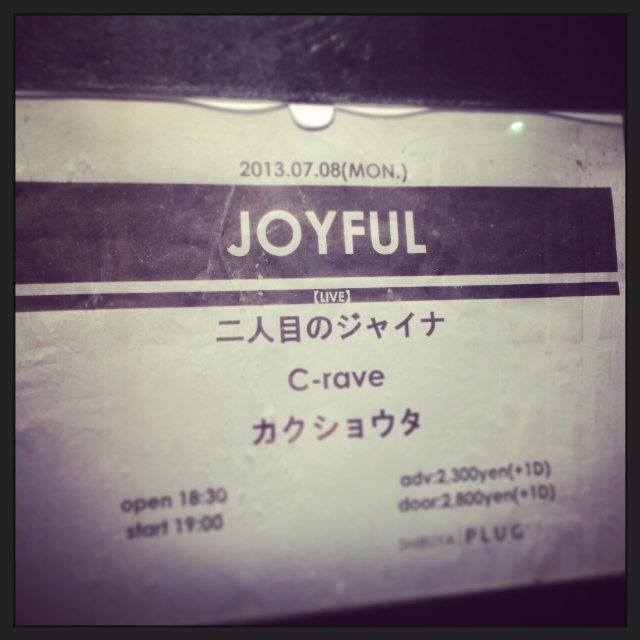 2013.07.08(MON.)
JOYFUL
【LIVE】
二人目のジャイナ
C-rave
カクショウタ
open 18:30
start 19:00
adv:2,300yen(+1D)
door:2,800yen(+1D)
SHIBUYA PLUG